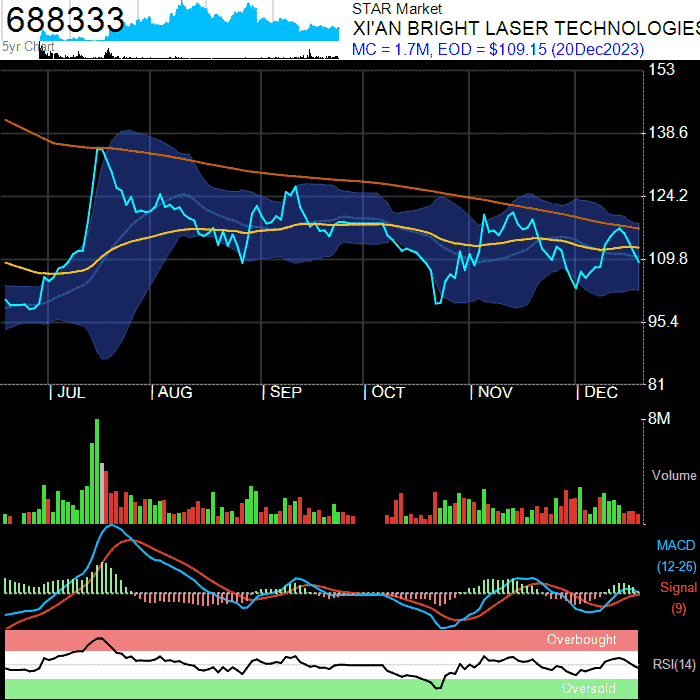 688333
5yr Chart
STAR Market
XI'AN BRIGHT LASER TECHNOLOGIES
MC = 1.7M, EOD = $109.15 (20Dec2023)
153
138.6
124.2
109.8
95.4
81
| JUL | AUG | SEP | OCT | NOV | DEC
8M
Volume
MACD
(12-26)
Signal
(9)
Overbought
RSI(14)
Oversold